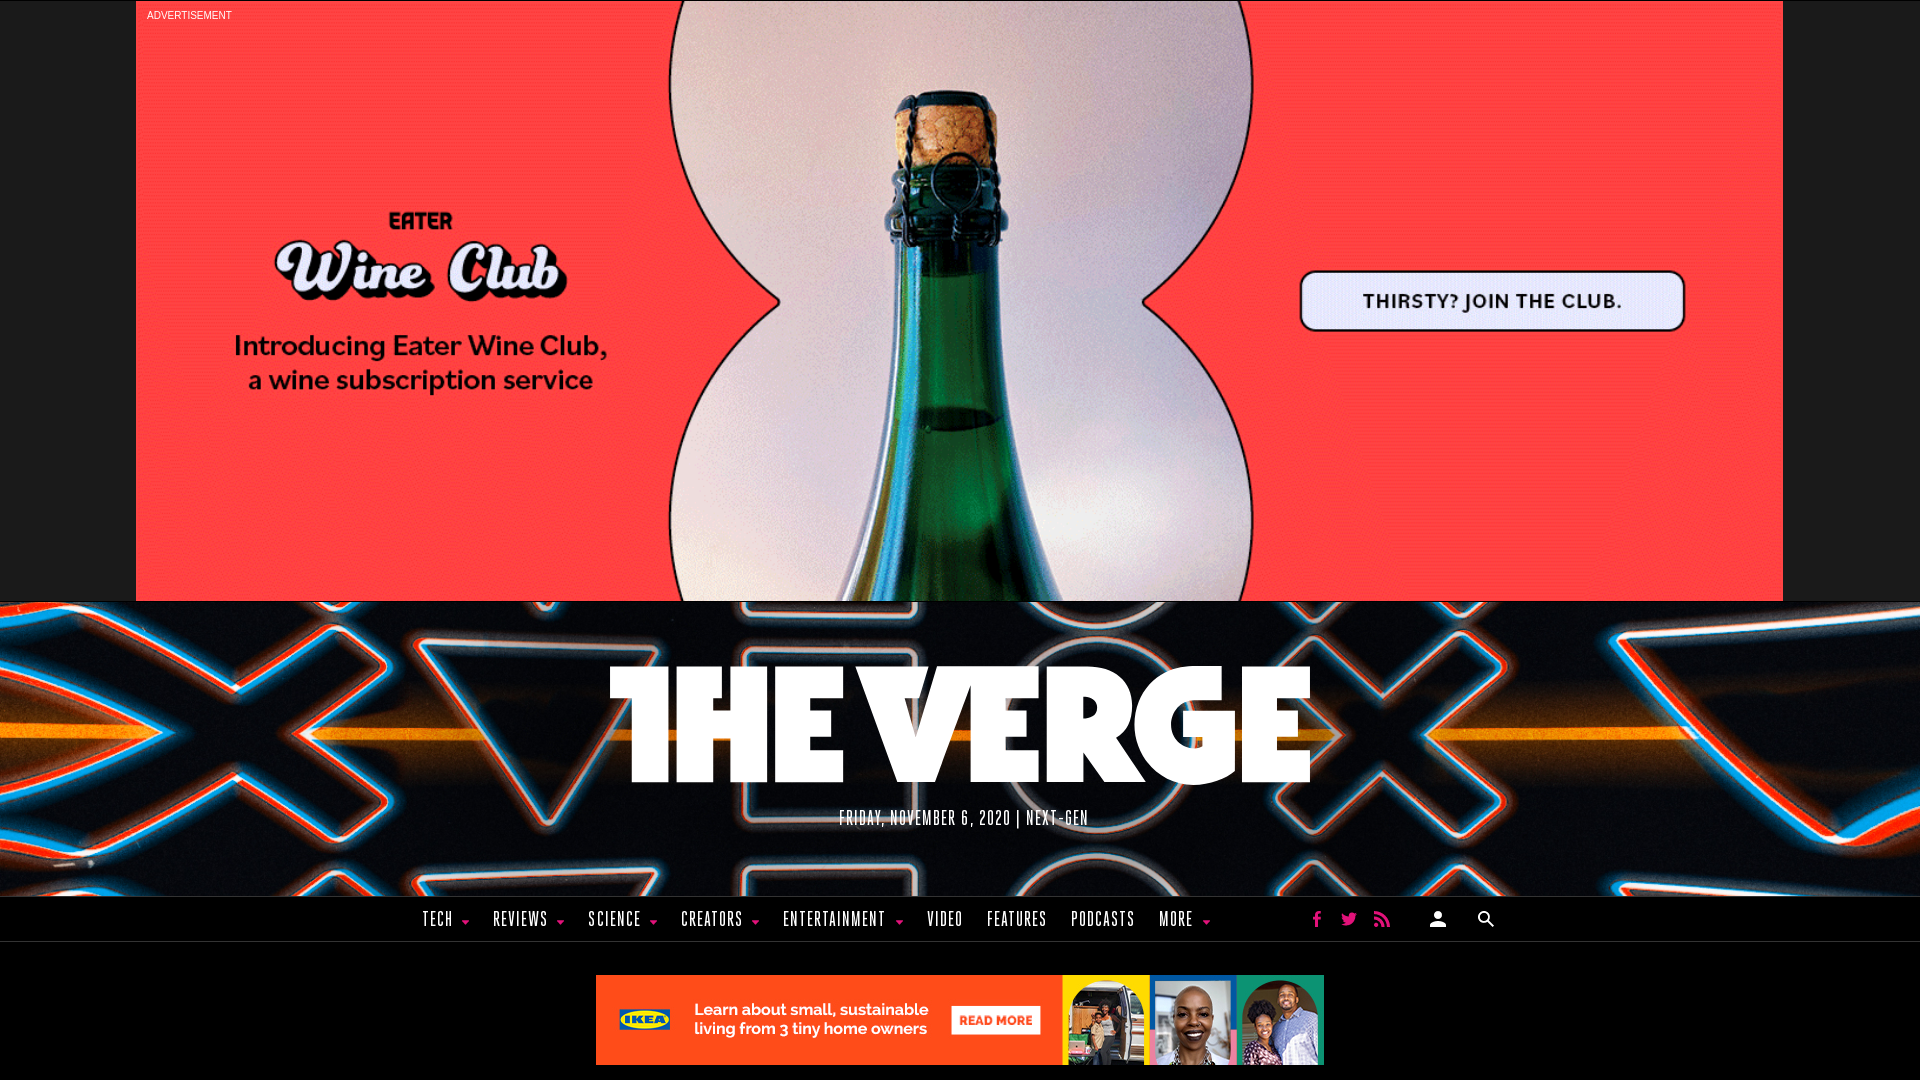 ADVERTISEMENT
EATER
Wine Club
Introducing Eater Wine Club,
a wine subscription service
THIRSTY? JOIN THE CLUB.
THE VERGE
FRIDAY, NOVEMBER 6, 2020 | NEXT-GEN
TECH REVIEWS SCIENCE CREATORS ENTERTAINMENT VIDEO FEATURES PODCASTS MORE
IKEA
Learn about small, sustainable
living from 3 tiny home owners
READ MORE